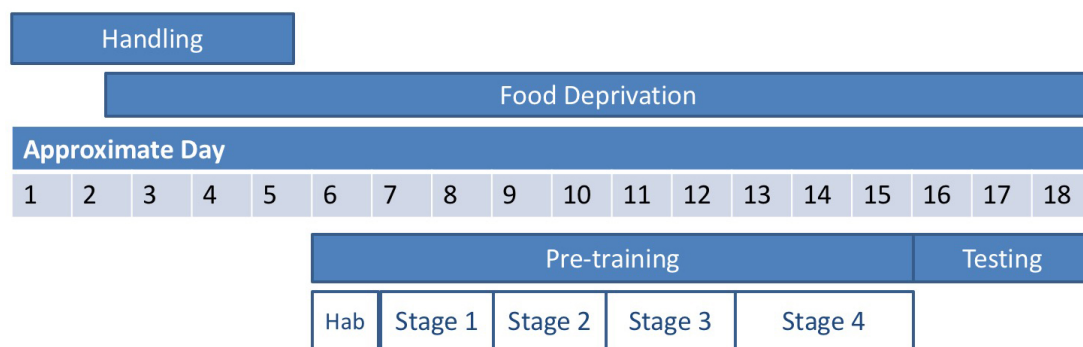 Handling
Food Deprivation
Approximate Day
1 2 3 4 5 6 7 8 9 10 11 12 13 14 15 16 17 18
Pre-training Testing
Hab Stage 1 Stage 2 Stage 3 Stage 4